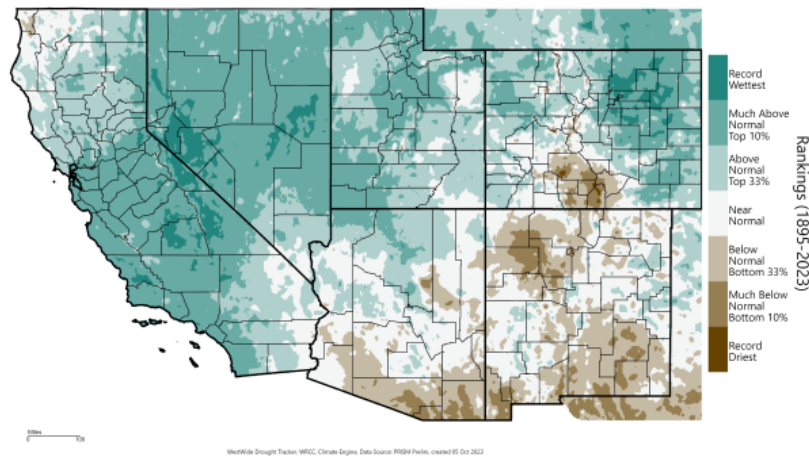 Record
Wettest
Much Above
Normal
Top 10%
Above
Normal
Top 33%
Near
Normal
Below
Normal
Bottom 33%
Much Below
Normal
Bottom 10%
Record
Driest
Rankings (1895-2023)
Miles
0 100
WestWide Drought Tracker, WRCC, Climate Engine, Data Source: PRISM Prelim, created 05 Oct 2023